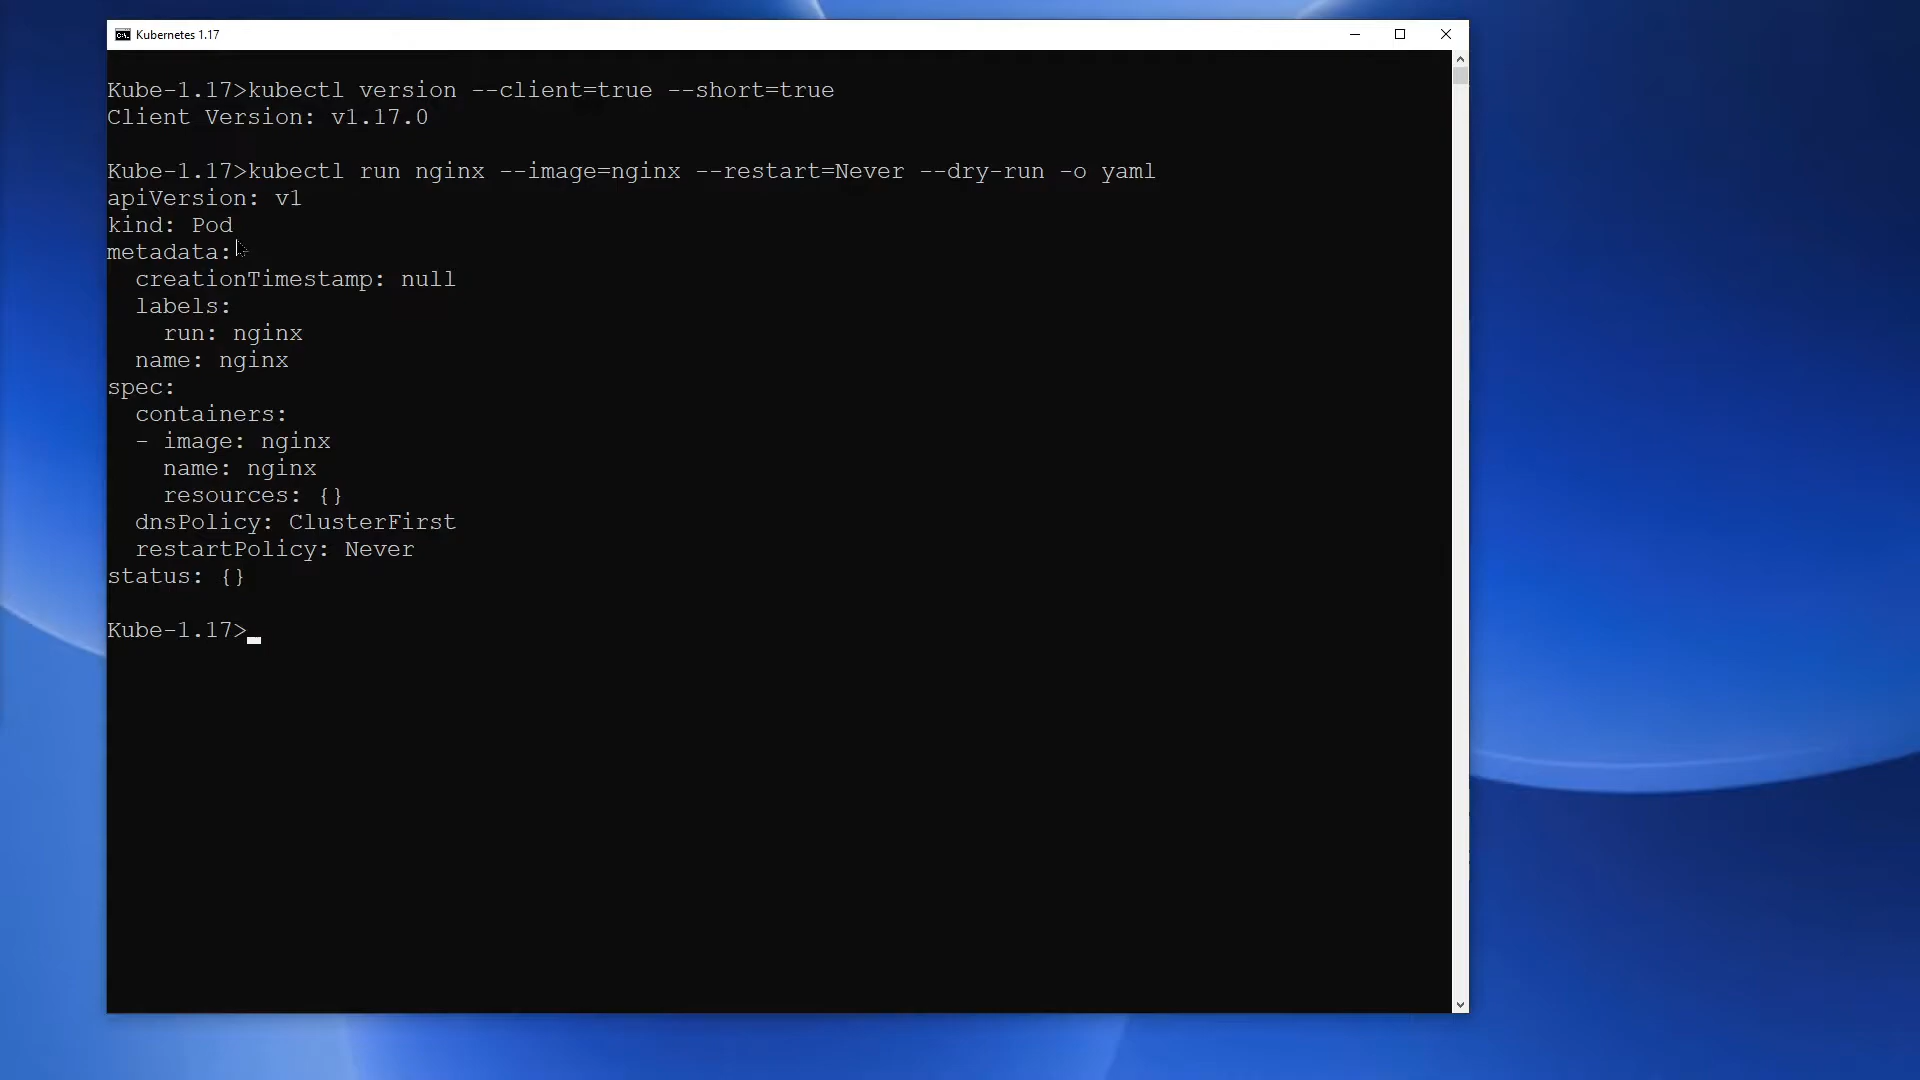 Kubernetes 1.17
Kube-1.17>kubectl version --client=true --short=true
Client Version: v1.17.0
Kube-1.17>kubectl run nginx --image=nginx --restart=Never --dry-run -o yaml
apiVersion: v1
kind: Pod
metadata:
  creationTimestamp: null
  labels:
    run: nginx
  name: nginx
spec:
  containers:
  - image: nginx
    name: nginx
    resources: {}
  dnsPolicy: ClusterFirst
  restartPolicy: Never
status: {}
Kube-1.17>